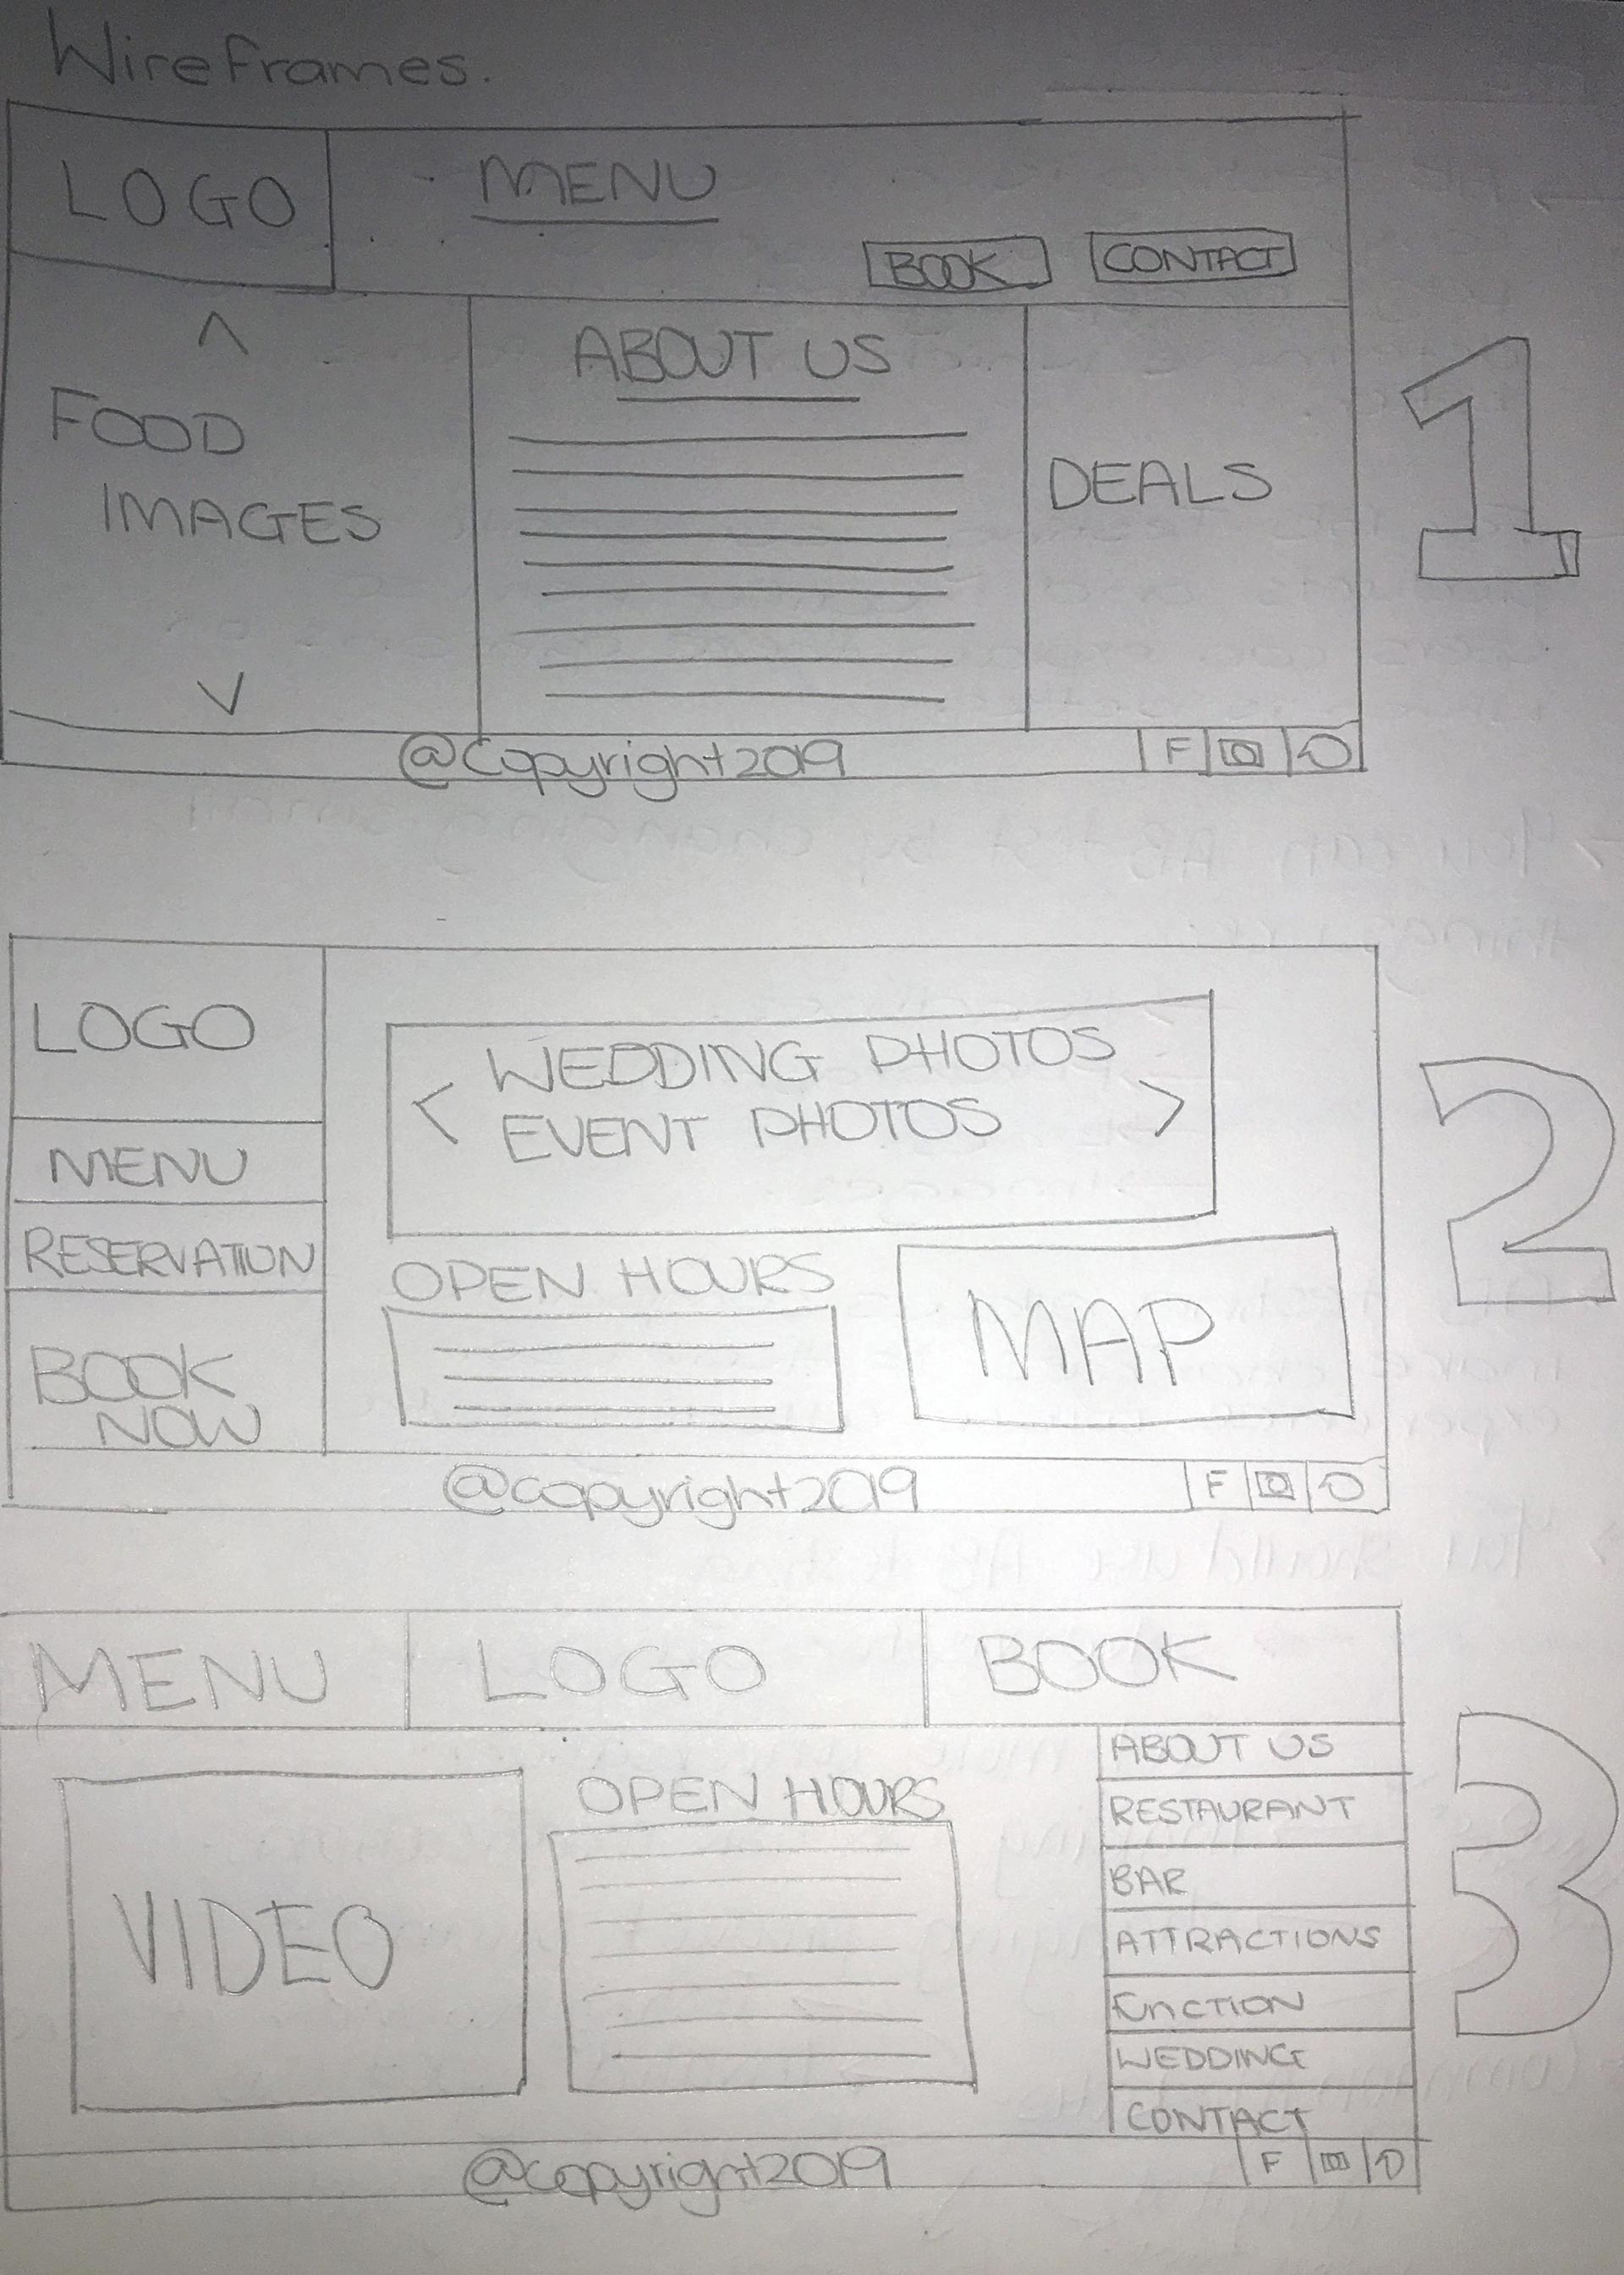 Wireframes.
LOGO
MENU
BOOK
CONTACT
FOOD
IMAGES
ABOUT US
DEALS
1
@Copyright2019
F
LOGO
MENU
RESERVATION
BOOK
NOW
WEDDING PHOTOS
EVENT PHOTOS
OPEN HOURS
MAP
2
@copyright2019
F
MENU
LOGO
BOOK
VIDEO
OPEN HOURS
ABOUT US
RESTAURANT
BAR
ATTRACTIONS
FUnCTION
WEDDING
CONTACT
3
@copyright2019
F